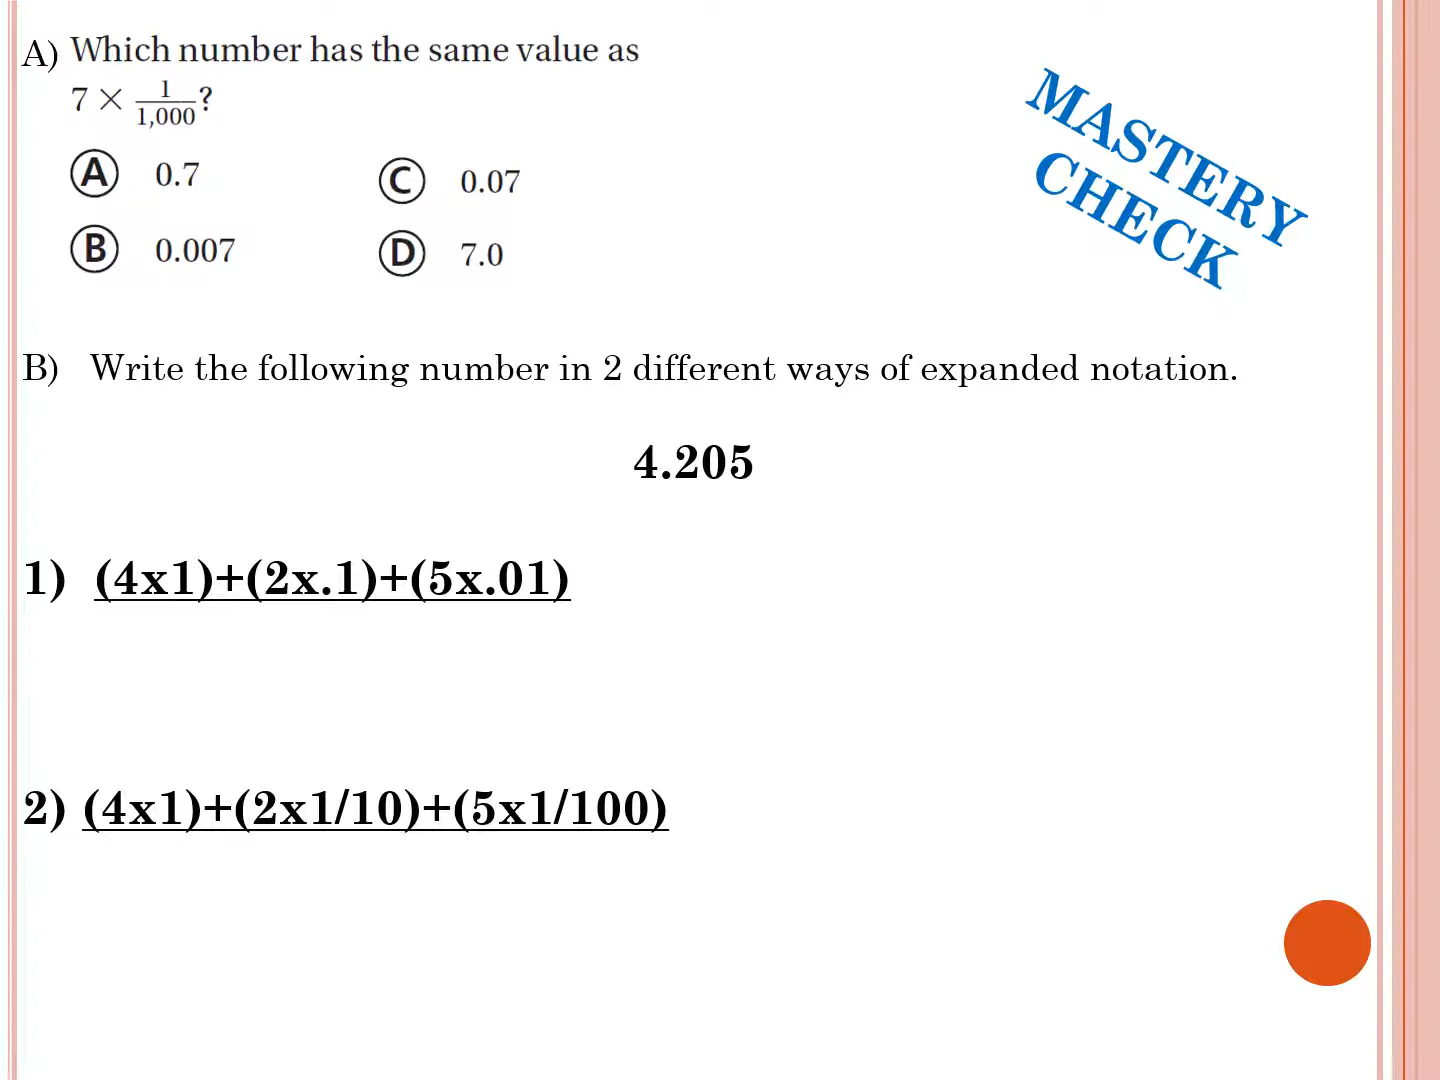 A) Which number has the same value as
7 × 1/1,000?
A 0.7
C 0.07
B 0.007
D 7.0
MASTERY
CHECK
B) Write the following number in 2 different ways of expanded notation.
4.205
1) (4x1)+(2x.1)+(5x.01)
2) (4x1)+(2x1/10)+(5x1/100)